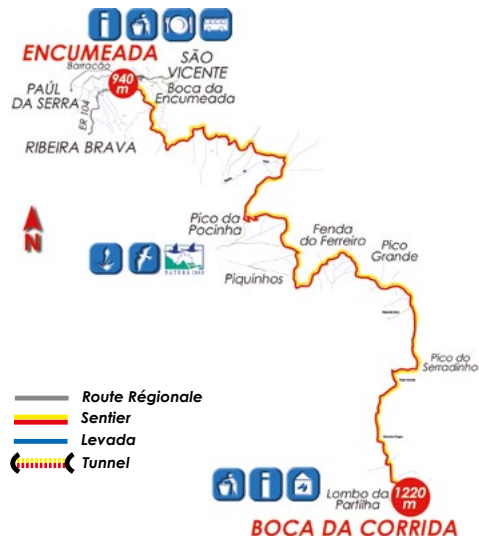 ENCUMEADA
Barracão
SÃO
VICENTE
940
m
PAÚL
DA SERRA
Boca da
Encumeada
ER 104
RIBEIRA BRAVA
Pico da
Pocinha
N
Fenda
do Ferreiro
Pico
Grande
NATURA 2000
Piquinhos
Pico do
Serradinho
Route Régionale
Sentier
Levada
Tunnel
Lombo da
Partilha
1220
m
BOCA DA CORRIDA